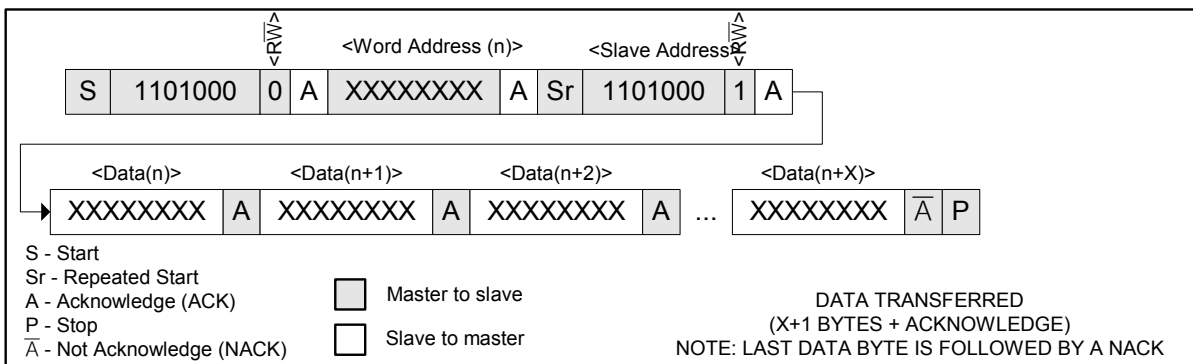 <RW̅>
<Word Address (n)>
<Slave Address>
<RW̅>
S 1101000 0 A XXXXXXXX A Sr 1101000 1 A
<Data(n)> <Data(n+1)> <Data(n+2)> <Data(n+X)>
XXXXXXXX A XXXXXXXX A XXXXXXXX A ... XXXXXXXX A̅ P
S - Start
Sr - Repeated Start
A - Acknowledge (ACK)
P - Stop
A̅ - Not Acknowledge (NACK)
Master to slave
Slave to master
DATA TRANSFERRED
(X+1 BYTES + ACKNOWLEDGE)
NOTE: LAST DATA BYTE IS FOLLOWED BY A NACK